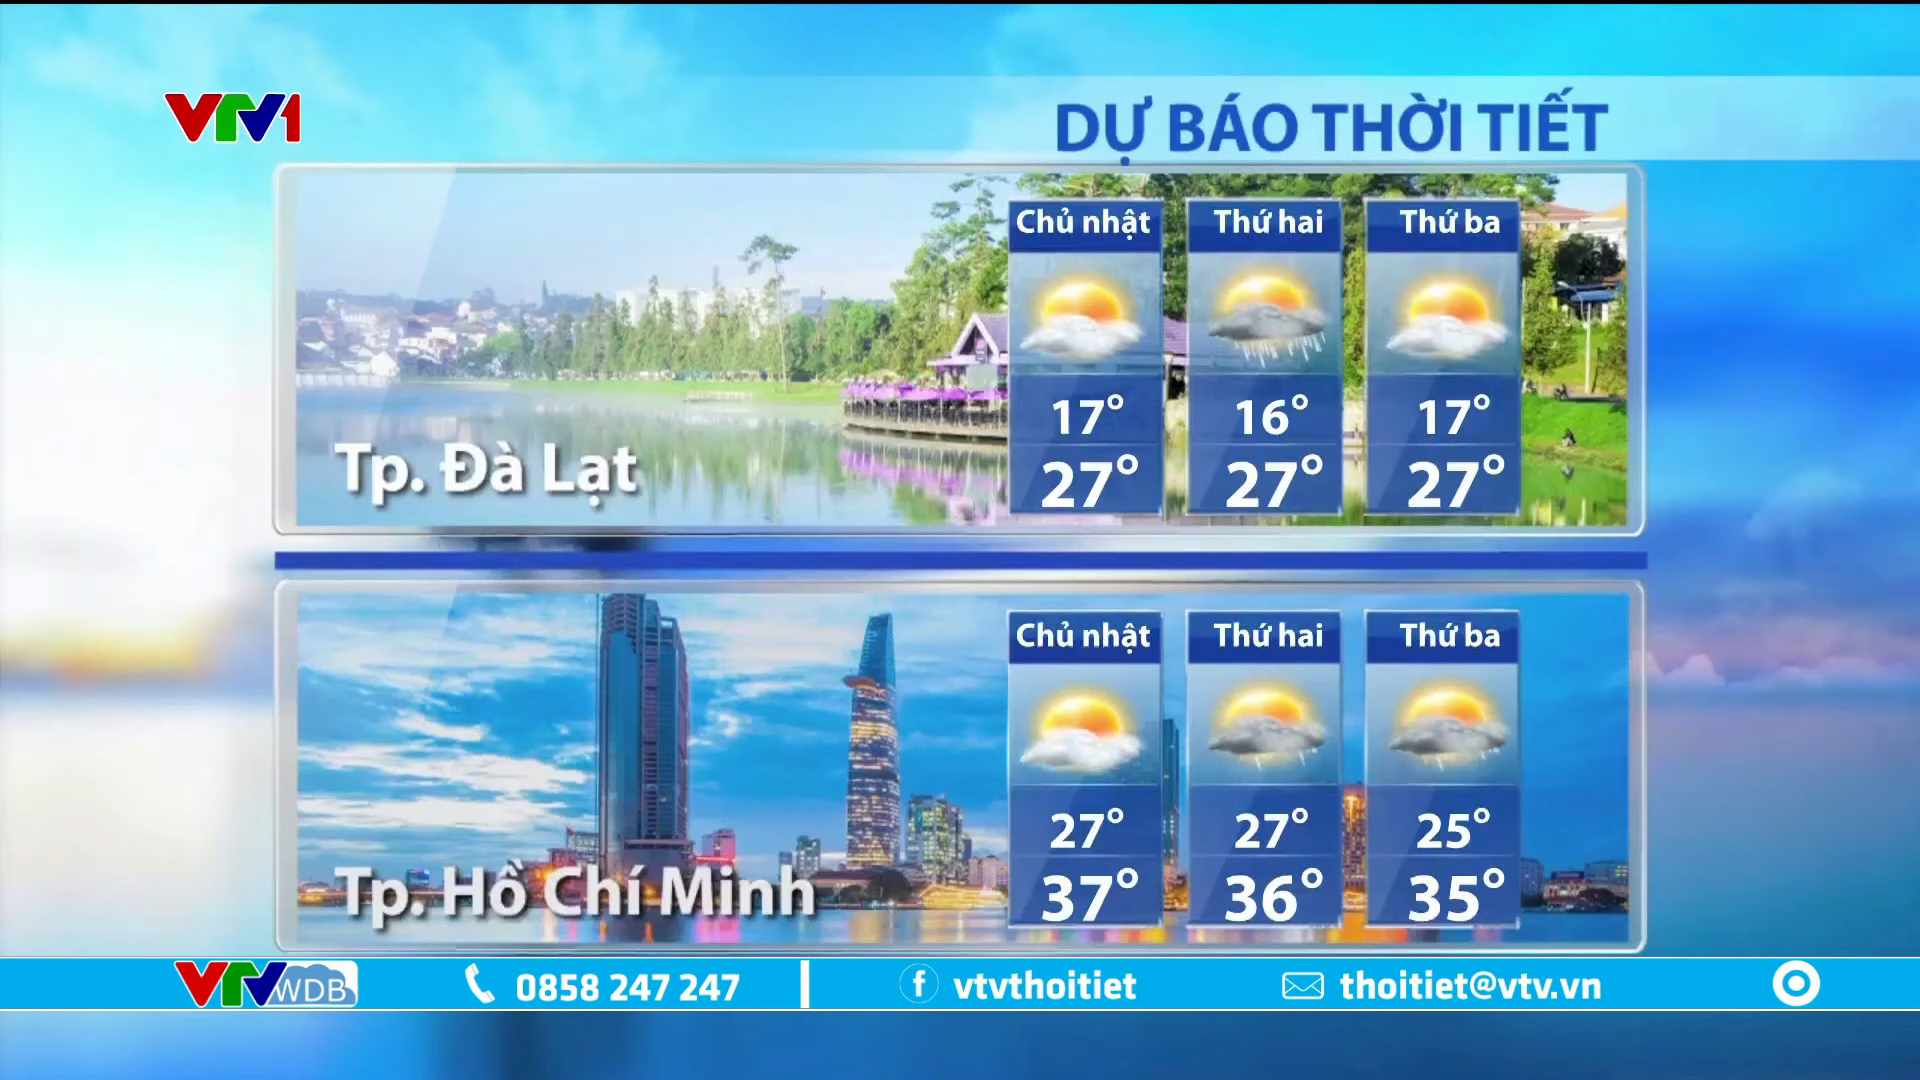 VTV1
DỰ BÁO THỜI TIẾT
Chủ nhật Thứ hai Thứ ba
17° 16° 17°
27° 27° 27°
Tp. Đà Lạt
Chủ nhật Thứ hai Thứ ba
27° 27° 25°
37° 36° 35°
Tp. Hồ Chí Minh
VTV WDB 0858 247 247 vtvthoitiet thoitiet@vtv.vn